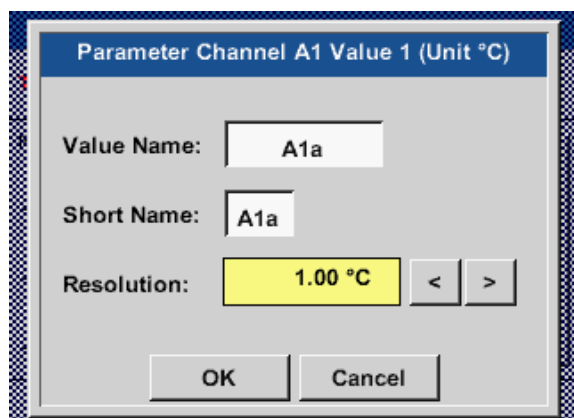 Parameter Channel A1 Value 1 (Unit °C)
Value Name: A1a
Short Name: A1a
Resolution: 1.00 °C < >
OK Cancel